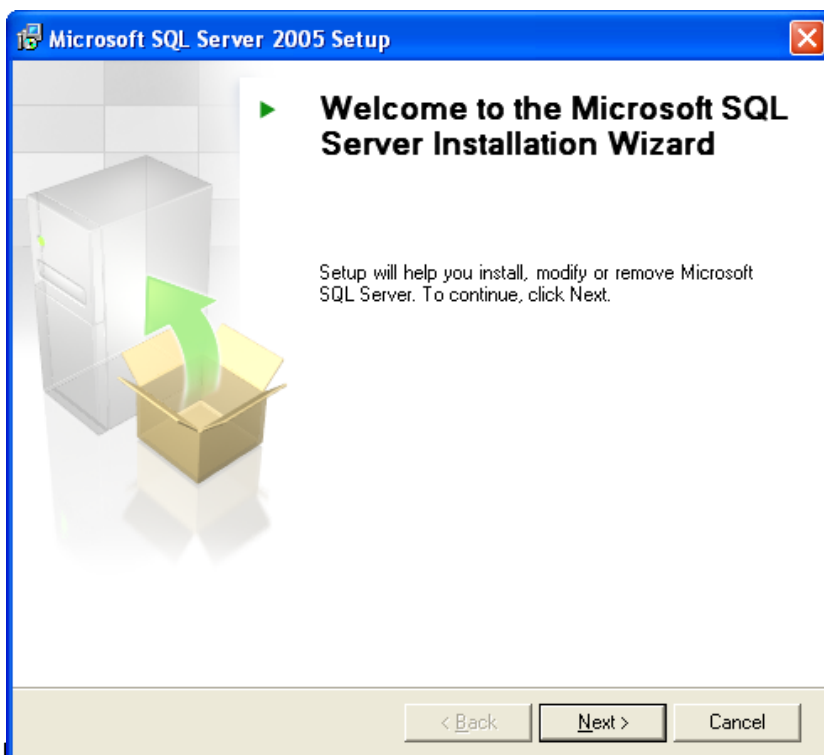 Microsoft SQL Server 2005 Setup
Welcome to the Microsoft SQL
Server Installation Wizard
Setup will help you install, modify or remove Microsoft
SQL Server. To continue, click Next.
< Back
Next >
Cancel